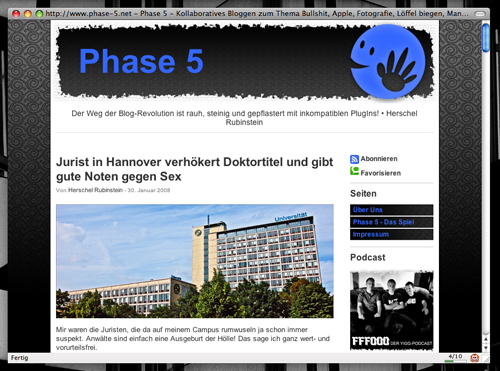 http://www.phase-5.net – Phase 5 – Kollaboratives Bloggen zum Thema Bullshit, Apple, Fotografie, Löffel biegen, Man...
Phase 5
Der Weg der Blog-Revolution ist rauh, steinig und gepflastert mit inkompatiblen PlugIns! • Herschel
Rubinstein
Jurist in Hannover verhökert Doktortitel und gibt
gute Noten gegen Sex
Von Herschel Rubinstein - 30. Januar 2008
Universität
Mir waren die Juristen, die da auf meinem Campus rumwuseln ja schon immer
suspekt. Anwälte sind einfach eine Ausgeburt der Hölle! Das sage ich ganz wert- und
vorurteilsfrei.
Abonnieren
Favorisieren
Seiten
Über Uns
Phase 5 - Das Spiel
Impressum
Podcast
FFFOOO DER YIGG-PODCAST
Fertig
4/10